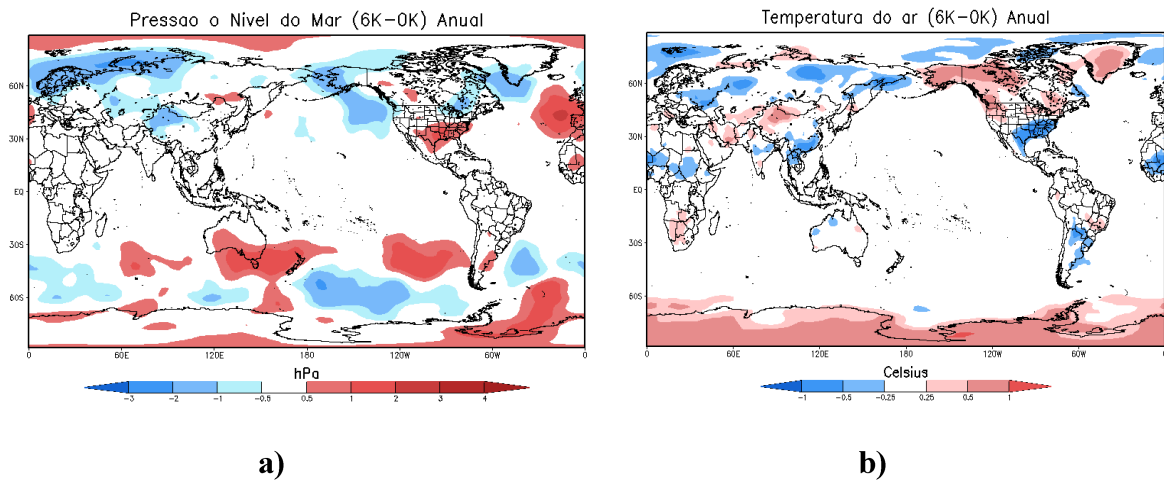 Pressao o Nivel do Mar (6K-0K) Anual
60N
30N
EQ
30S
60S
0 60E 120E 180 120W 60W 0
hPa
-3 -2 -1 -0.5 0.5 1 2 3 4
a)
Temperatura do ar (6K-0K) Anual
60N
30N
EQ
30S
60S
0 60E 120E 180 120W 60W 0
Celsius
-1 -0.5 -0.25 0.25 0.5 1
b)